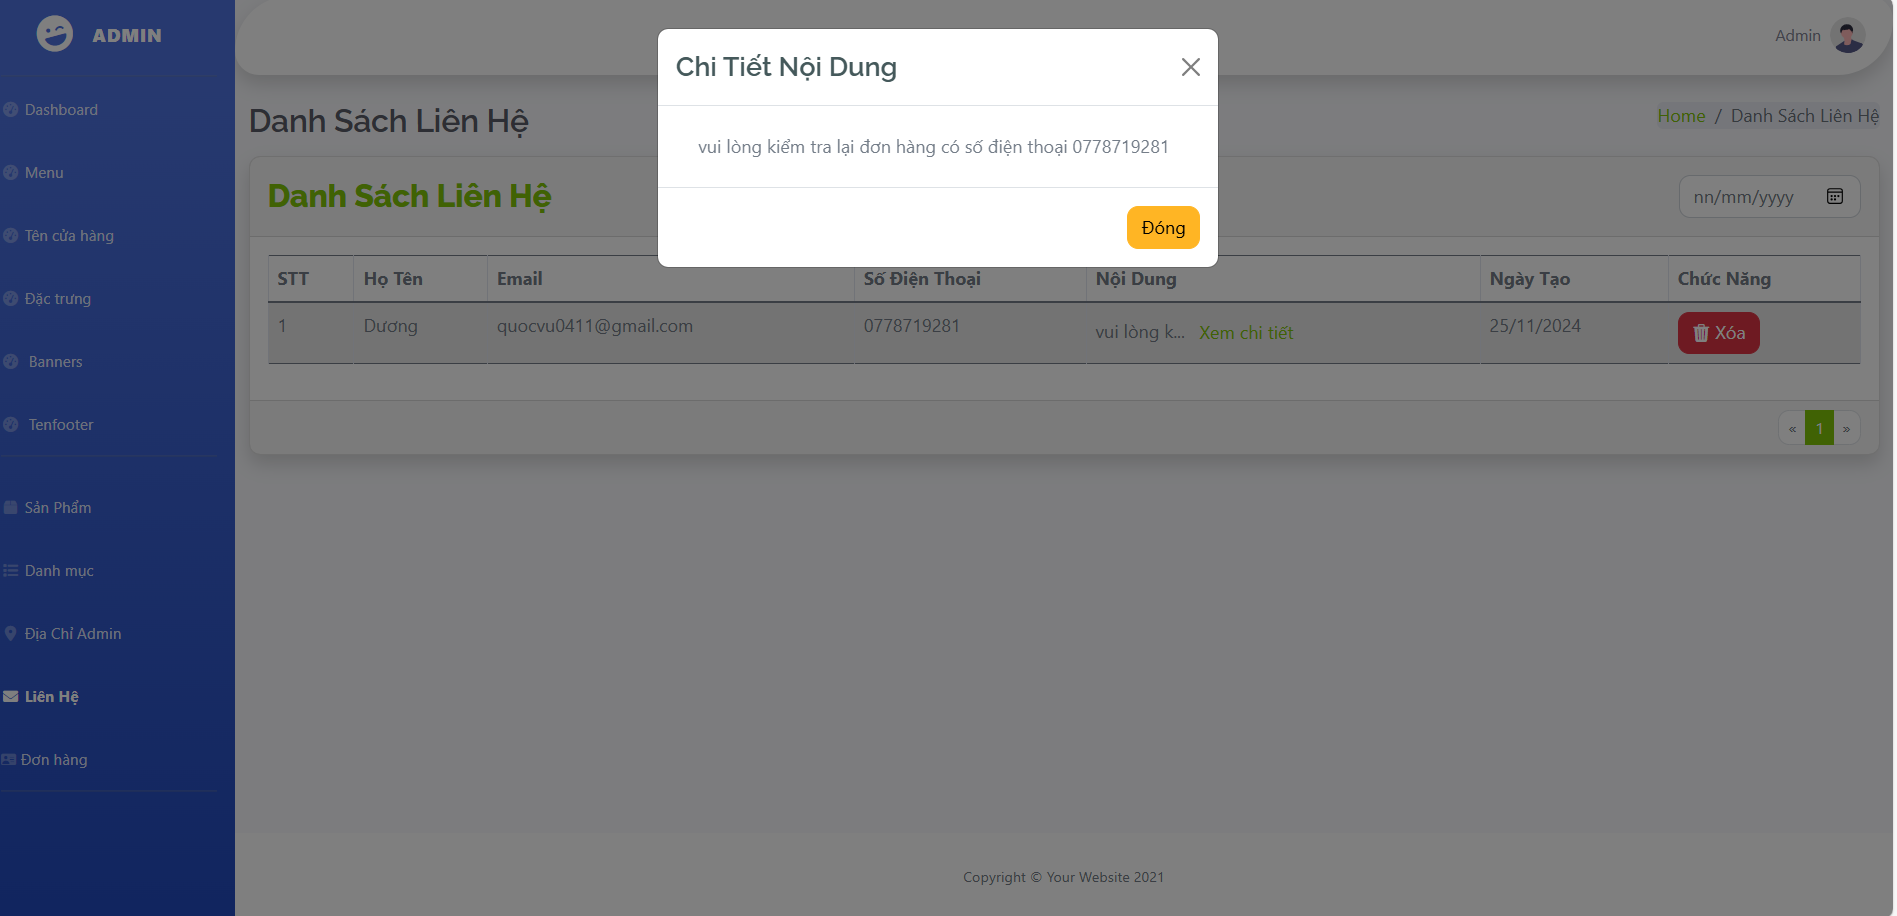 ADMIN
Dashboard
Menu
Tên cửa hàng
Đặc trưng
Banners
Tenfooter
Sản Phẩm
Danh mục
Địa Chỉ Admin
Liên Hệ
Đơn hàng
Admin
Chi Tiết Nội Dung
vui lòng kiểm tra lại đơn hàng có số điện thoại 0778719281
Đóng
Danh Sách Liên Hệ
Home / Danh Sách Liên Hệ
Danh Sách Liên Hệ
nn/mm/yyyy
STT Họ Tên Email Số Điện Thoại Nội Dung Ngày Tạo Chức Năng
1 Dương quocvu0411@gmail.com 0778719281 vui lòng k... Xem chi tiết 25/11/2024 Xóa
« 1 »
Copyright © Your Website 2021